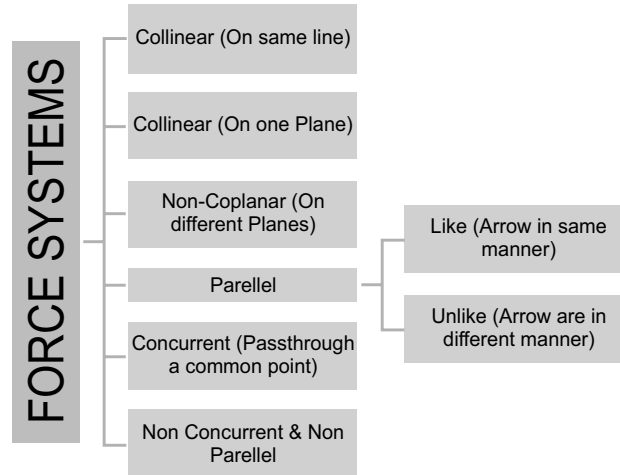 FORCE SYSTEMS
Collinear (On same line)
Collinear (On one Plane)
Non-Coplanar (On
different Planes)
Parellel
Like (Arrow in same
manner)
Unlike (Arrow are in
different manner)
Concurrent (Passthrough
a common point)
Non Concurrent & Non
Parellel